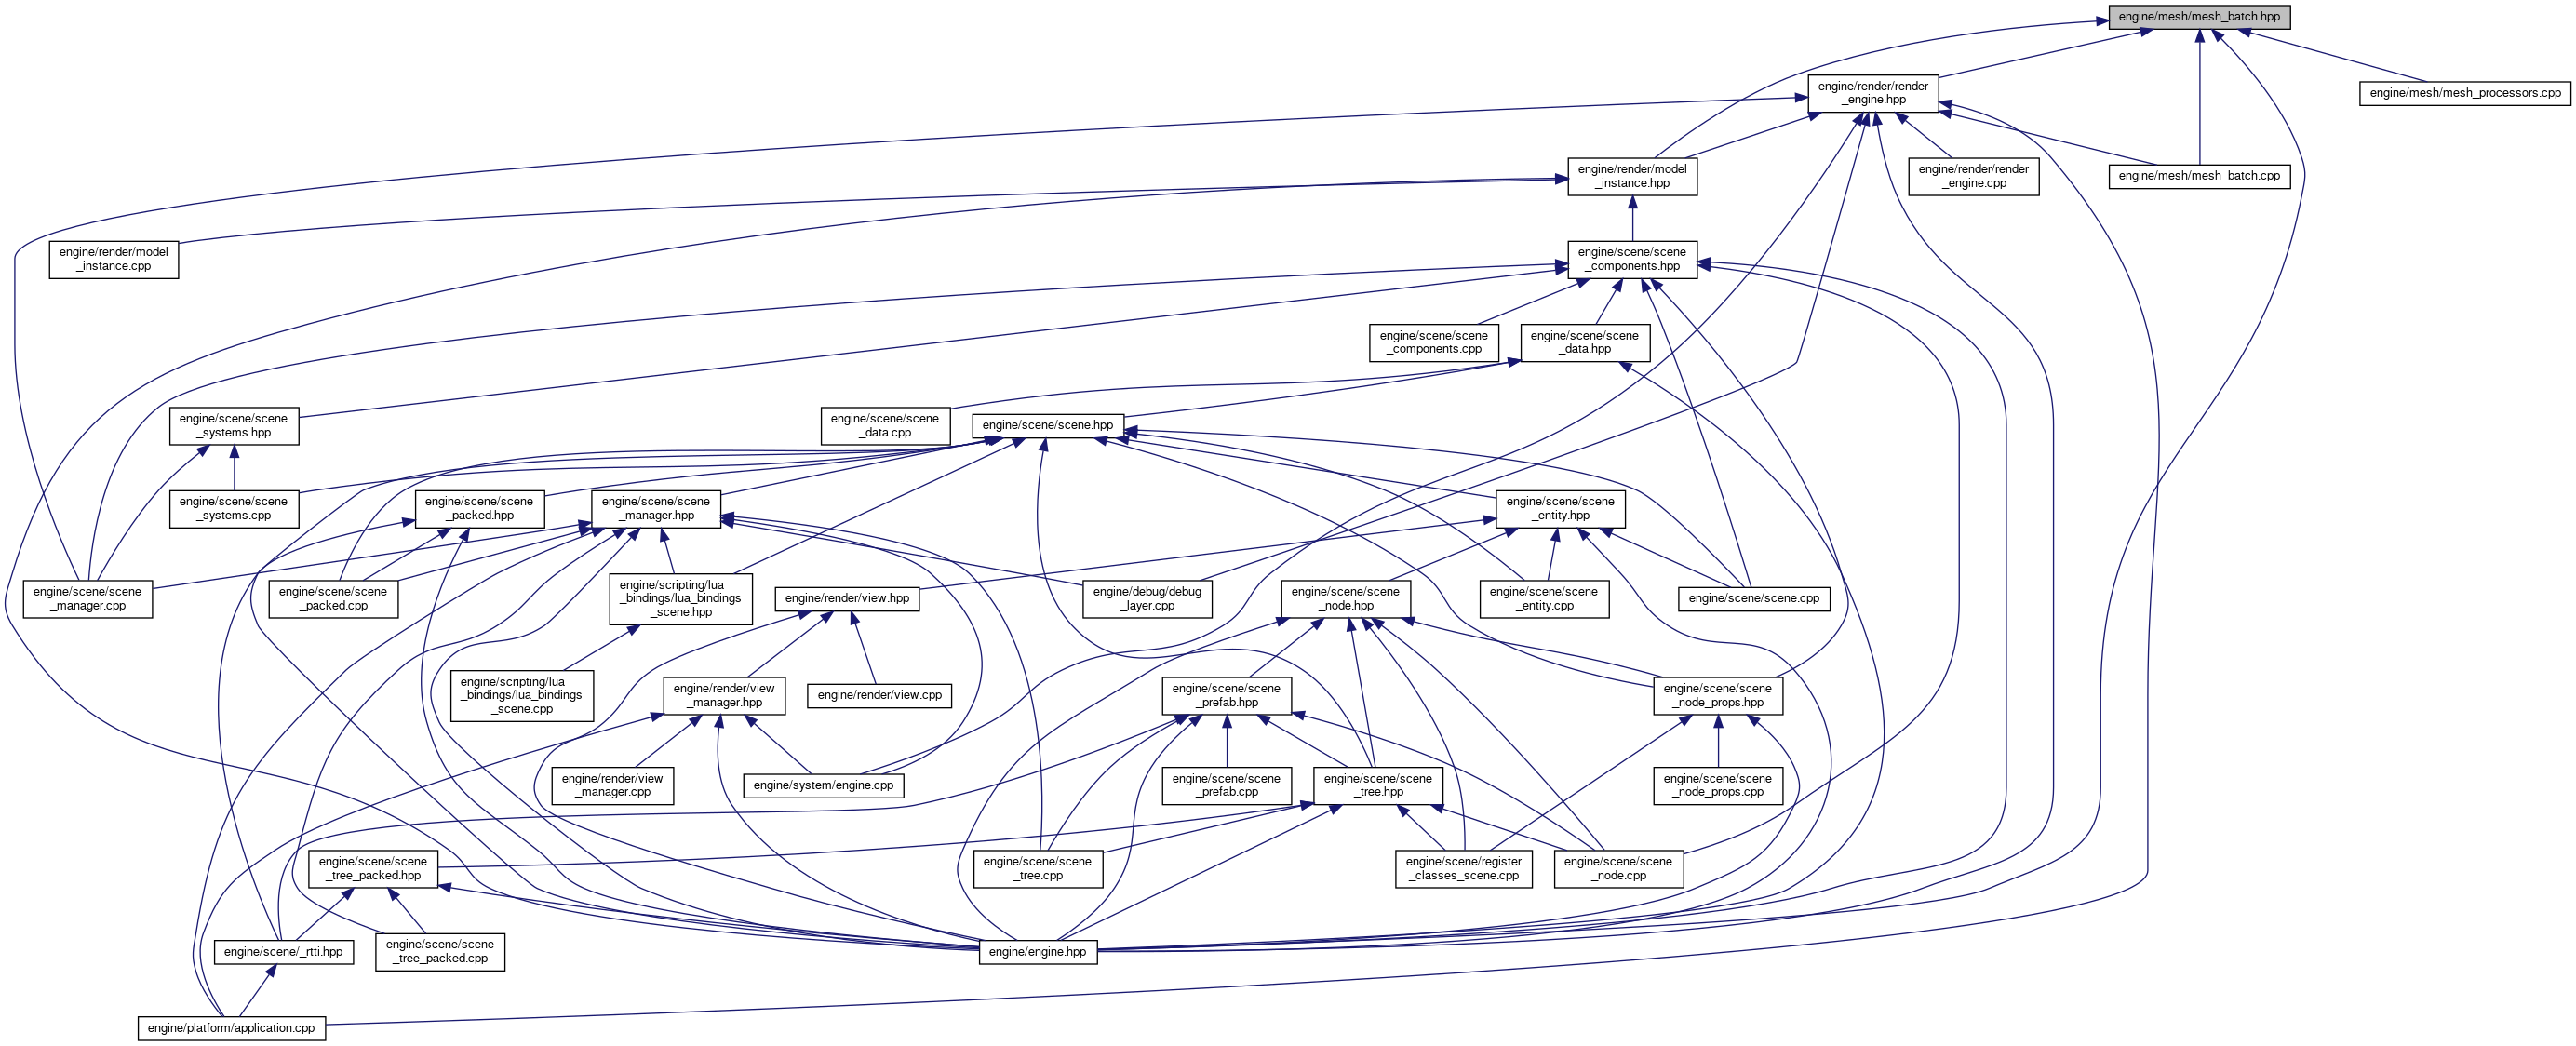 engine/mesh/mesh_batch.hpp
engine/render/render
_engine.hpp
engine/mesh/mesh_processors.cpp
engine/render/model
_instance.hpp
engine/render/render
_engine.cpp
engine/mesh/mesh_batch.cpp
engine/render/model
_instance.cpp
engine/scene/scene
_components.hpp
engine/scene/scene
_components.cpp
engine/scene/scene
_data.hpp
engine/scene/scene
_systems.hpp
engine/scene/scene
_data.cpp
engine/scene/scene.hpp
engine/scene/scene
_systems.cpp
engine/scene/scene
_packed.hpp
engine/scene/scene
_manager.hpp
engine/scene/scene
_entity.hpp
engine/scene/scene
_manager.cpp
engine/scene/scene
_packed.cpp
engine/scripting/lua
_bindings/lua_bindings
_scene.hpp
engine/render/view.hpp
engine/debug/debug
_layer.cpp
engine/scene/scene
_node.hpp
engine/scene/scene
_entity.cpp
engine/scene/scene.cpp
engine/scripting/lua
_bindings/lua_bindings
_scene.cpp
engine/render/view
_manager.hpp
engine/render/view.cpp
engine/scene/scene
_prefab.hpp
engine/scene/scene
_node_props.hpp
engine/render/view
_manager.cpp
engine/system/engine.cpp
engine/scene/scene
_prefab.cpp
engine/scene/scene
_tree.hpp
engine/scene/scene
_node_props.cpp
engine/scene/scene
_tree_packed.hpp
engine/scene/scene
_tree.cpp
engine/scene/register
_classes_scene.cpp
engine/scene/scene
_node.cpp
engine/scene/_rtti.hpp
engine/scene/scene
_tree_packed.cpp
engine/engine.hpp
engine/platform/application.cpp